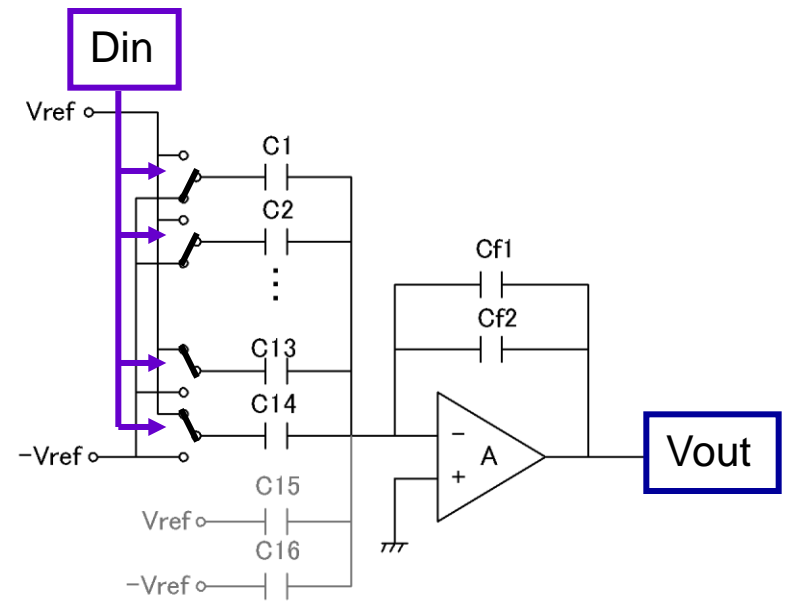 Din
Vref
C1
C2
⋮
Cf1
Cf2
C13
C14
−
A
+
−Vref
Vout
C15
Vref
C16
−Vref